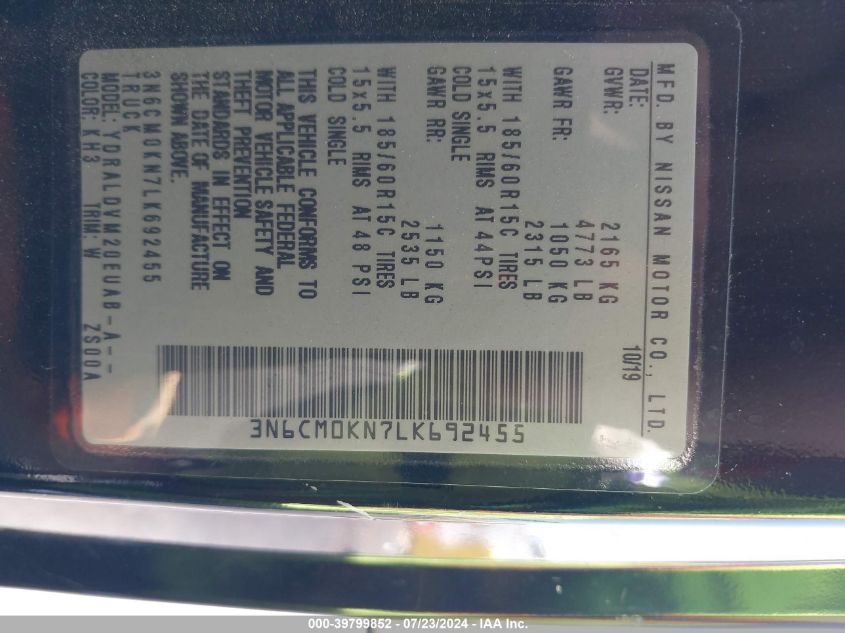 MFD. BY NISSAN MOTOR CO., LTD.
DATE: 10/19
GVWR: 2165 KG
4773 LB
GAWR FR: 1050 KG
2315 LB
WITH 185/60R15C TIRES
15x5.5 RIMS AT 44PSI
COLD SINGLE
GAWR RR: 1150 KG
2535 LB
WITH 185/60R15C TIRES
15x5.5 RIMS AT 48 PSI
COLD SINGLE
THIS VEHICLE CONFORMS TO
ALL APPLICABLE FEDERAL
MOTOR VEHICLE SAFETY AND
THEFT PREVENTION
STANDARDS IN EFFECT ON
THE DATE OF MANUFACTURE
SHOWN ABOVE.
3N6CM0KN7LK692455
TRUCK
MODEL: YDRALDVM20EUAB-A--
COLOR: KH3 TRIM: W ZS00A
3N6CM0KN7LK692455
000-39799852 - 07/23/2024 - IAA Inc.